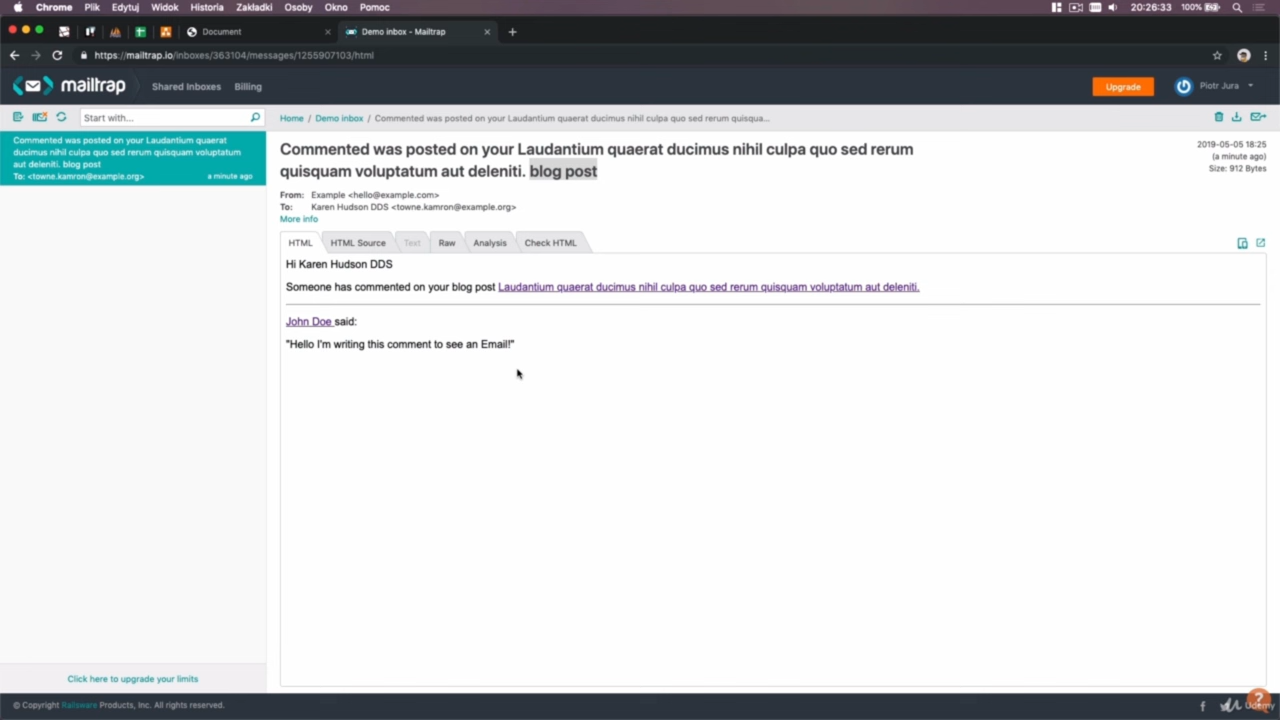 Chrome Plik Edytuj Widok Historia Zakładki Osoby Okno Pomoc 20:26:33 100%
Document Demo inbox - Mailtrap
https://mailtrap.io/inboxes/363104/messages/1255907103/html
mailtrap Shared Inboxes Billing Upgrade Piotr Jura
Start with...
Home / Demo inbox / Commented was posted on your Laudantium quaerat ducimus nihil culpa quo sed rerum quisqua...
Commented was posted on your Laudantium quaerat
ducimus nihil culpa quo sed rerum quisquam voluptatum
aut deleniti. blog post
To: <towne.kamron@example.org> a minute ago
Commented was posted on your Laudantium quaerat ducimus nihil culpa quo sed rerum
quisquam voluptatum aut deleniti. blog post
2019-05-05 18:25
(a minute ago)
Size: 912 Bytes
From: Example <hello@example.com>
To: Karen Hudson DDS <towne.kamron@example.org>
More info
HTML HTML Source Text Raw Analysis Check HTML
Hi Karen Hudson DDS
Someone has commented on your blog post Laudantium quaerat ducimus nihil culpa quo sed rerum quisquam voluptatum aut deleniti.
John Doe said:
"Hello I'm writing this comment to see an Email!"
Click here to upgrade your limits
© Copyright Railsware Products, Inc. All rights reserved.
?
Udemy